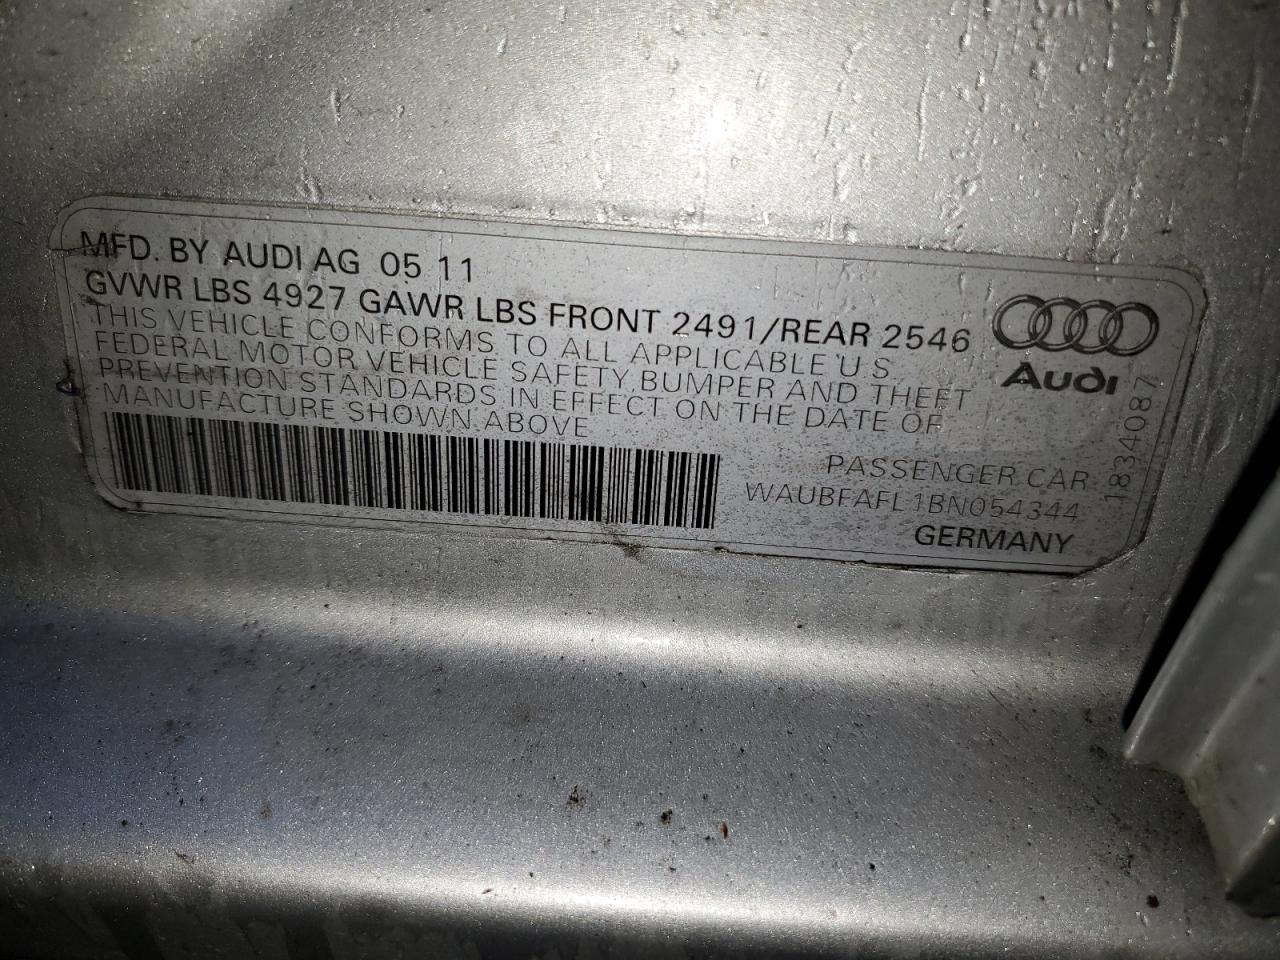 MFD. BY AUDI AG 05 11
GVWR LBS 4927 GAWR LBS FRONT 2491/REAR 2546
THIS VEHICLE CONFORMS TO ALL APPLICABLE U S
FEDERAL MOTOR VEHICLE SAFETY, BUMPER AND THEFT
PREVENTION STANDARDS IN EFFECT ON THE DATE OF
MANUFACTURE SHOWN ABOVE
Audi
PASSENGER CAR
WAUBFAFL1BN054344
GERMANY
18340087